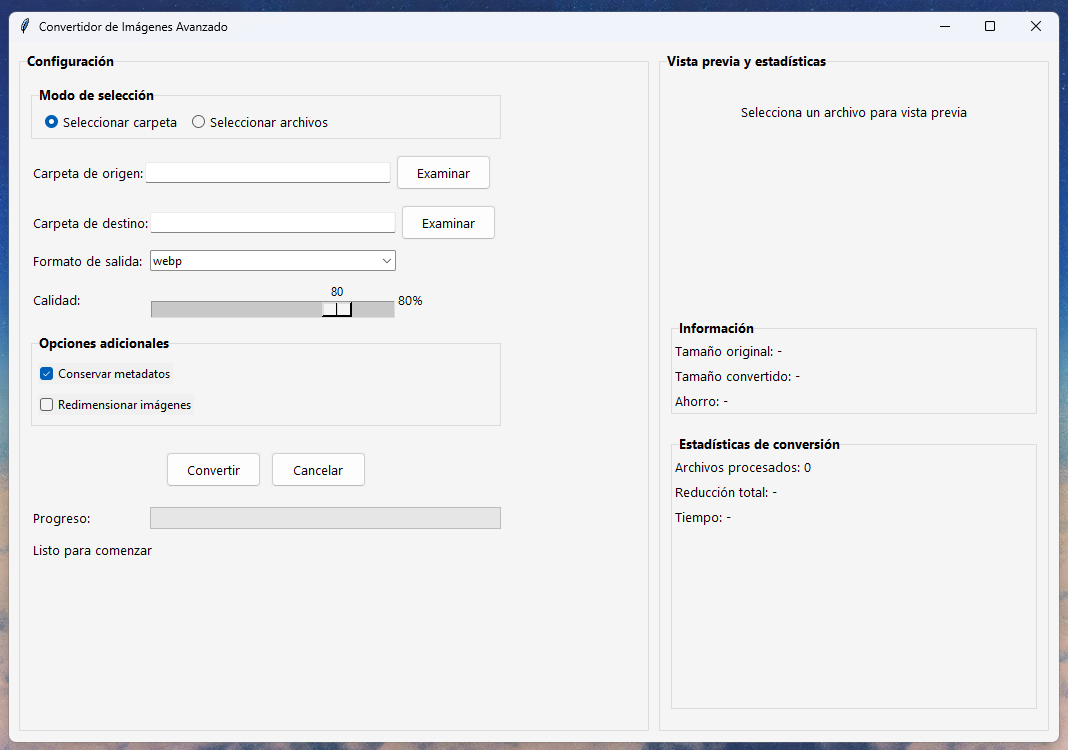 Convertidor de Imágenes Avanzado
Configuración
Modo de selección
Seleccionar carpeta Seleccionar archivos
Carpeta de origen: Examinar
Carpeta de destino: Examinar
Formato de salida: webp
80
Calidad: 80%
Opciones adicionales
Conservar metadatos
Redimensionar imágenes
Convertir Cancelar
Progreso:
Listo para comenzar
Vista previa y estadísticas
Selecciona un archivo para vista previa
Información
Tamaño original: -
Tamaño convertido: -
Ahorro: -
Estadísticas de conversión
Archivos procesados: 0
Reducción total: -
Tiempo: -